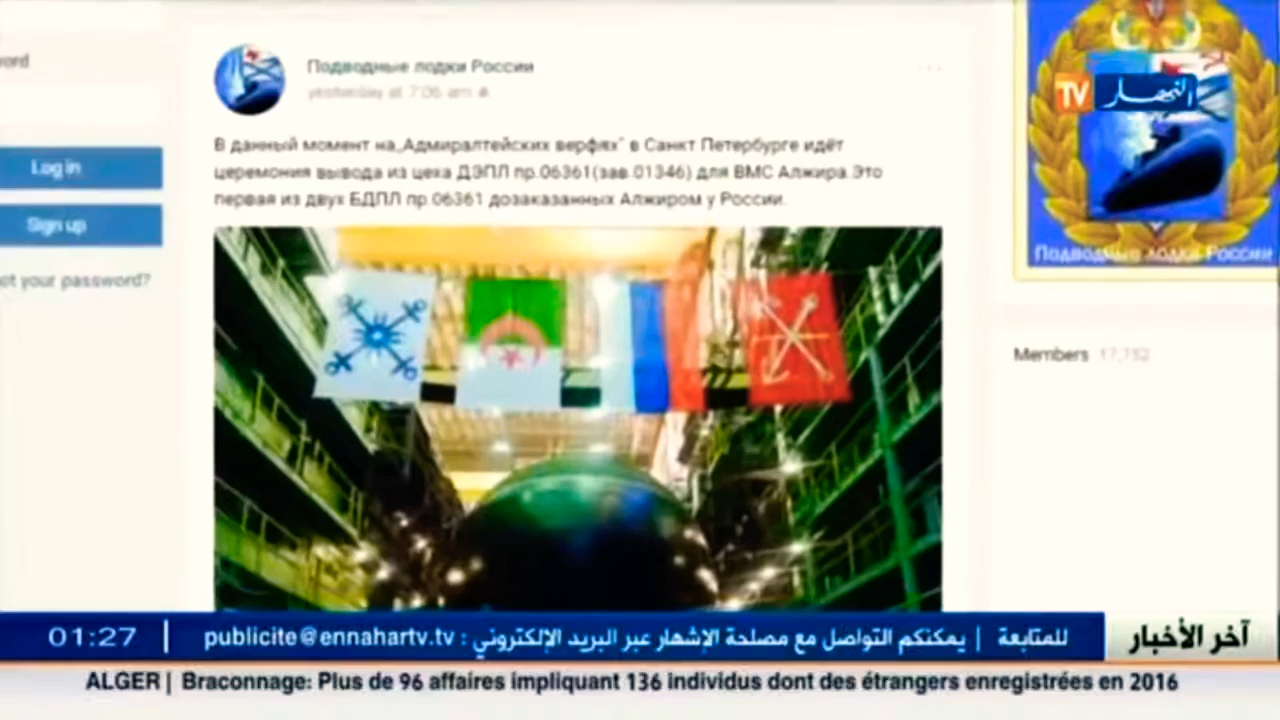 ord
Log in
Sign up
ot your password?
Подводные лодки России
yesterday at 7:06 am
В данный момент на„Адмиралтейских верфях" в Санкт Петербурге идёт
церемония вывода из цеха ДЭПЛ пр.06361(зав.01346) для ВМС Алжира.Это
первая из двух БДПЛ пр 06361 дозаказанных Алжиром у России.
TV النهار
Подводные лодки России
Members 17,152
آخر الأخبار
للمتابعة | يمكنكم التواصل مع مصلحة الإشهار عبر البريد الإلكتروني : publicite@ennahartv.tv
01:27
ALGER | Braconnage: Plus de 96 affaires impliquant 136 individus dont des étrangers enregistrées en 2016